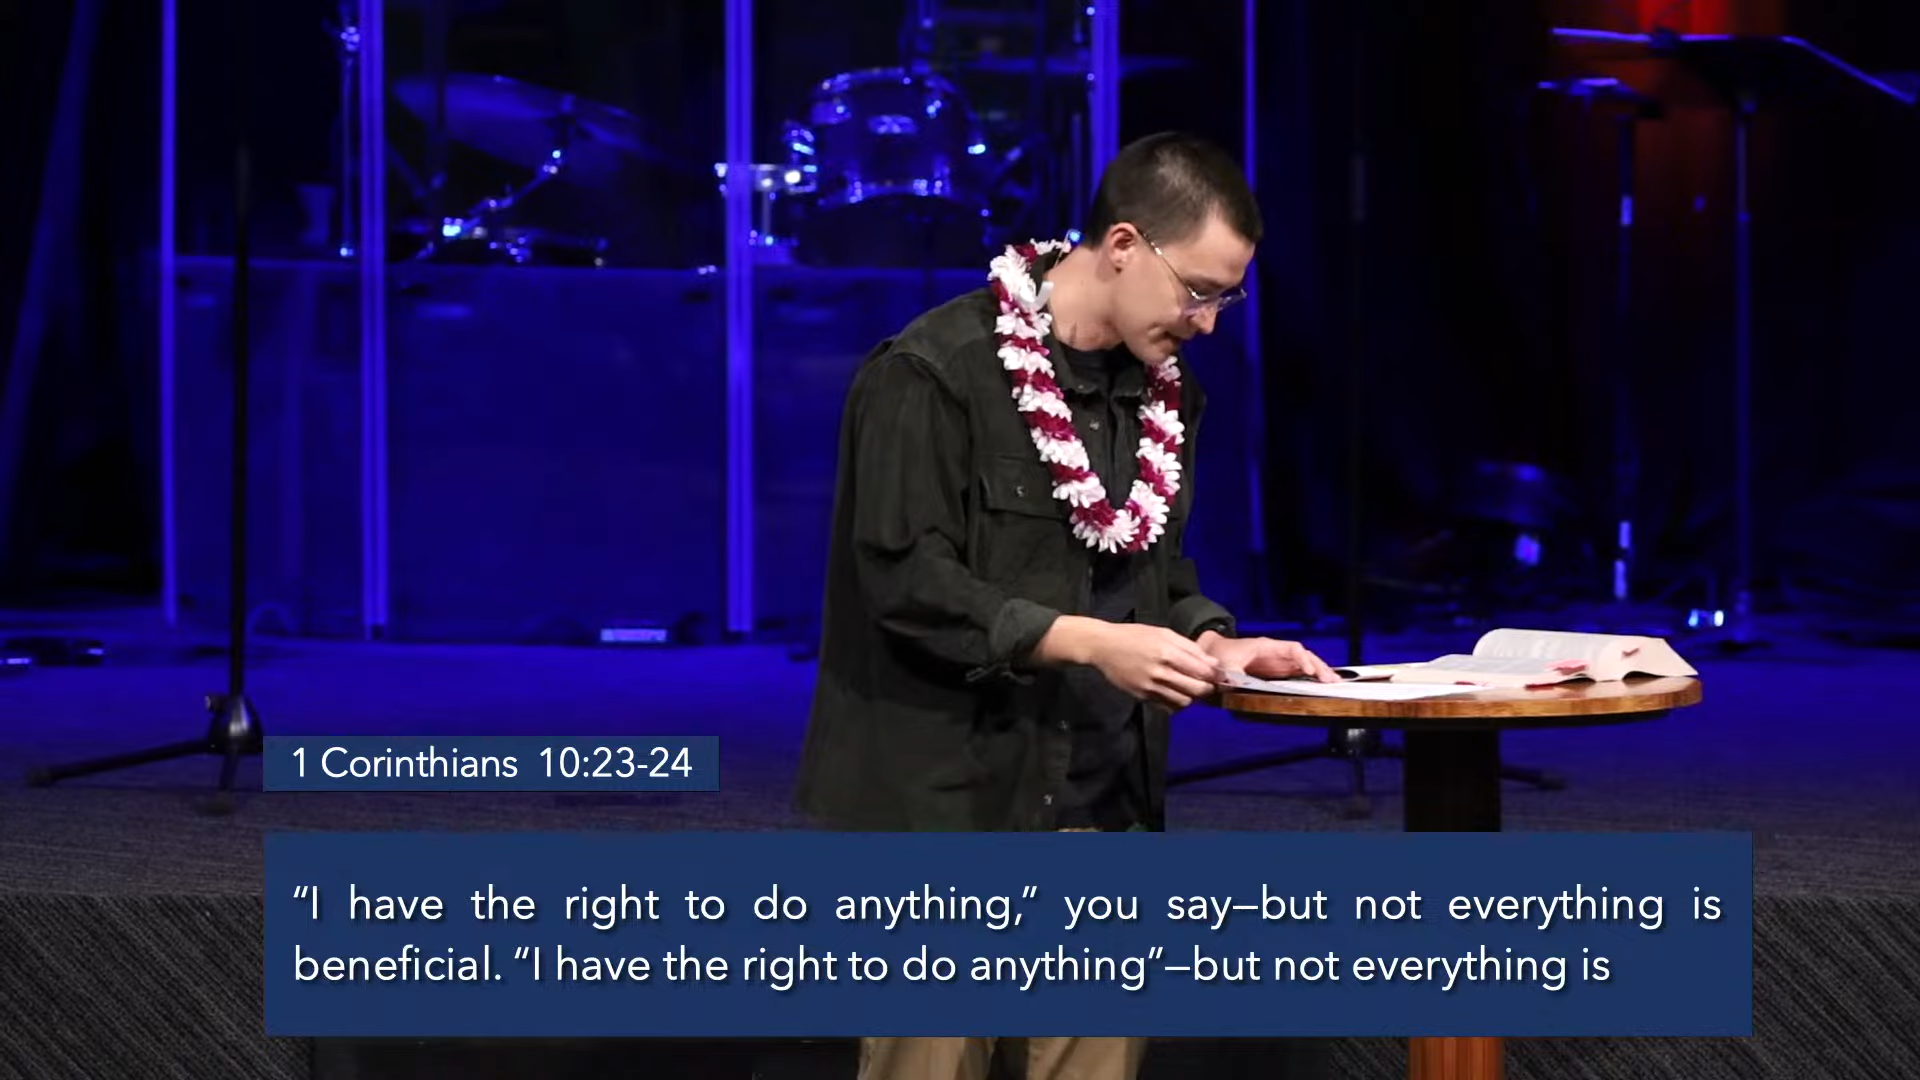 1 Corinthians 10:23-24
“I have the right to do anything,” you say–but not everything is
beneficial. “I have the right to do anything”–but not everything is